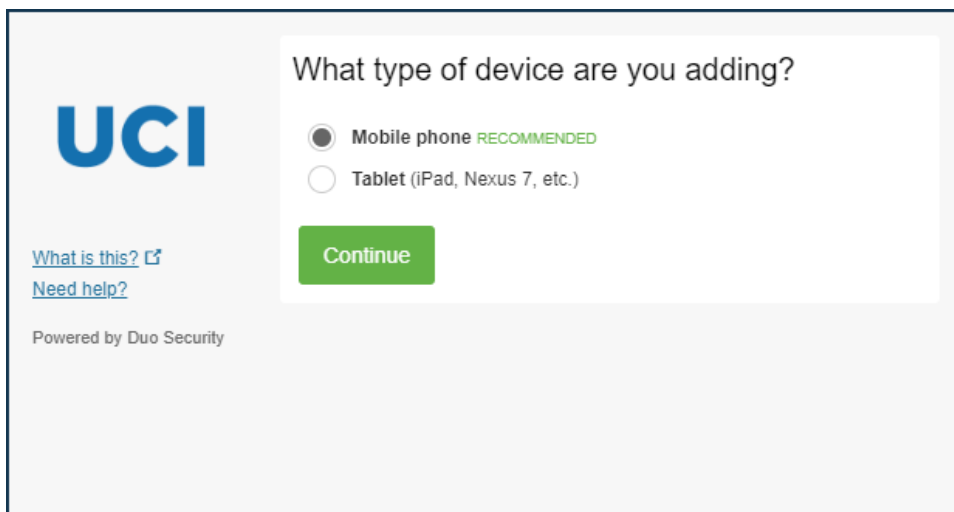 UCI
What is this?
Need help?
Powered by Duo Security
What type of device are you adding?
Mobile phone RECOMMENDED
Tablet (iPad, Nexus 7, etc.)
Continue